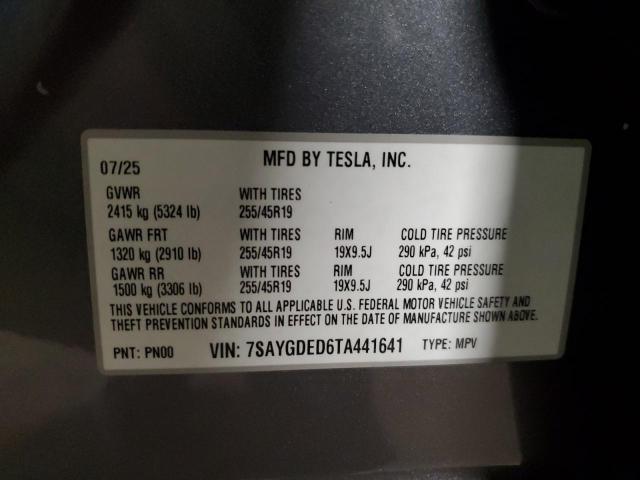 07/25 MFD BY TESLA, INC.
GVWR WITH TIRES
2415 kg (5324 lb) 255/45R19
GAWR FRT WITH TIRES RIM COLD TIRE PRESSURE
1320 kg (2910 lb) 255/45R19 19X9.5J 290 kPa, 42 psi
GAWR RR WITH TIRES RIM COLD TIRE PRESSURE
1500 kg (3306 lb) 255/45R19 19X9.5J 290 kPa, 42 psi
THIS VEHICLE CONFORMS TO ALL APPLICABLE U.S. FEDERAL MOTOR VEHICLE SAFETY AND
THEFT PREVENTION STANDARDS IN EFFECT ON THE DATE OF MANUFACTURE SHOWN ABOVE.
PNT: PN00 VIN: 7SAYGDED6TA441641 TYPE: MPV